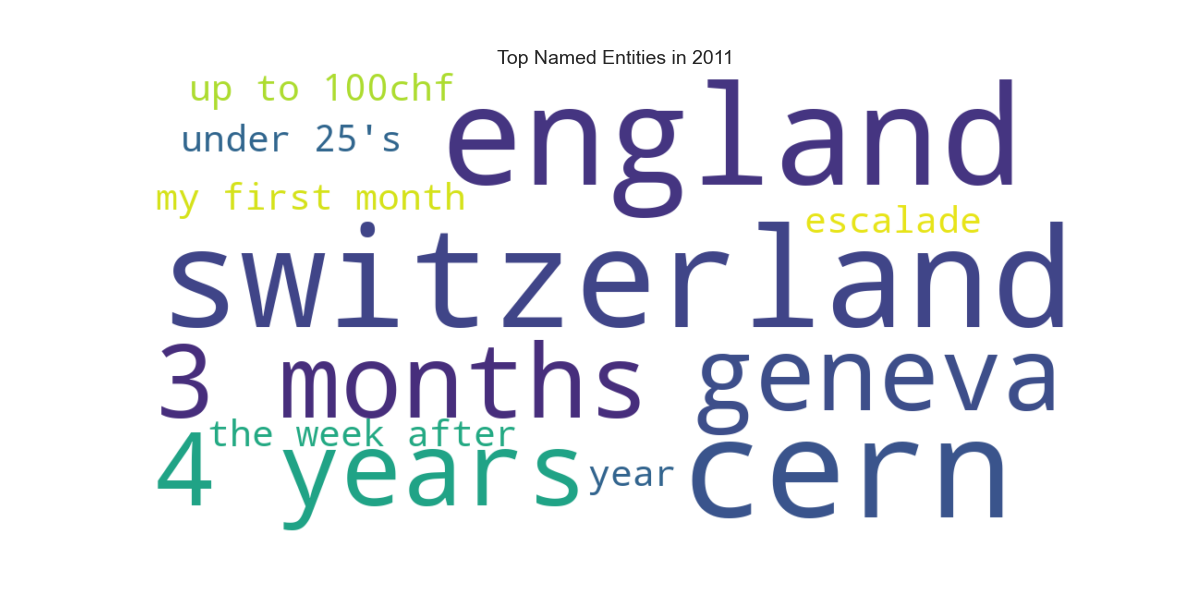 Top Named Entities in 2011
up to 100chf
england
under 25's
my first month
escalade
switzerland
3 months
geneva
the week after
4 years
year
cern